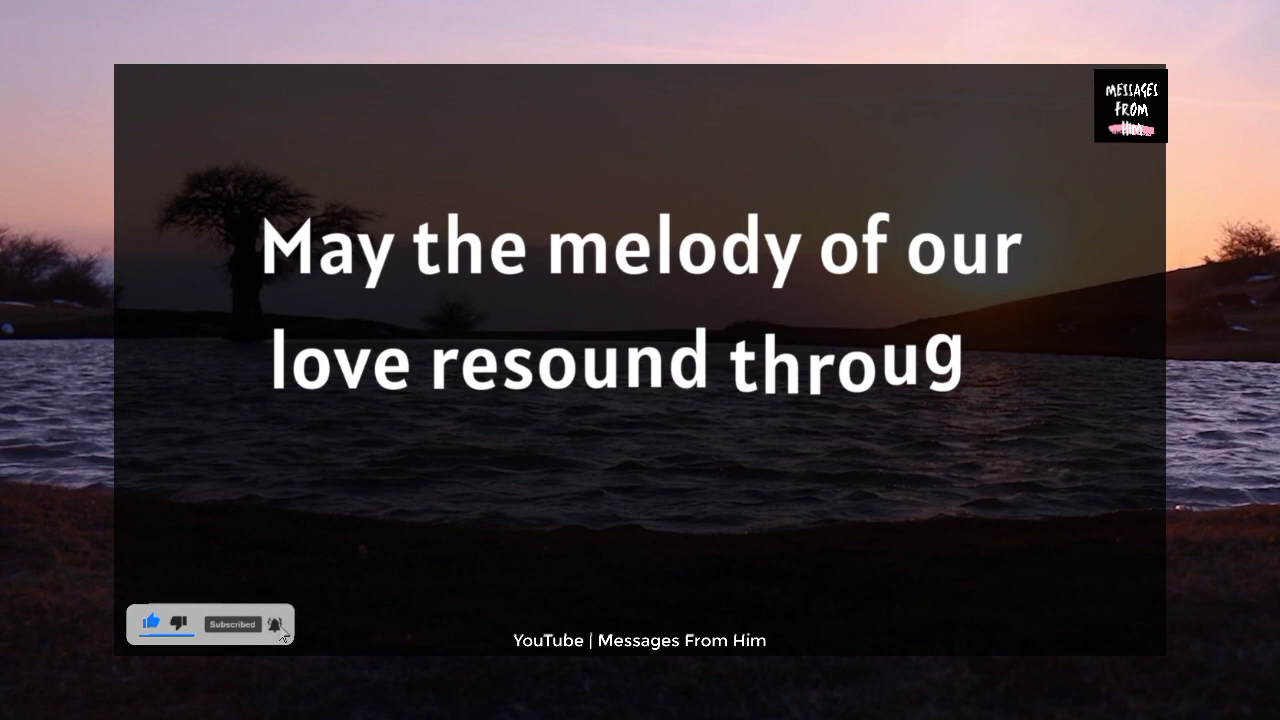 MESSAGES
FROM
HIM
May the melody of our
love resound throug
Subscribed
YouTube | Messages From Him